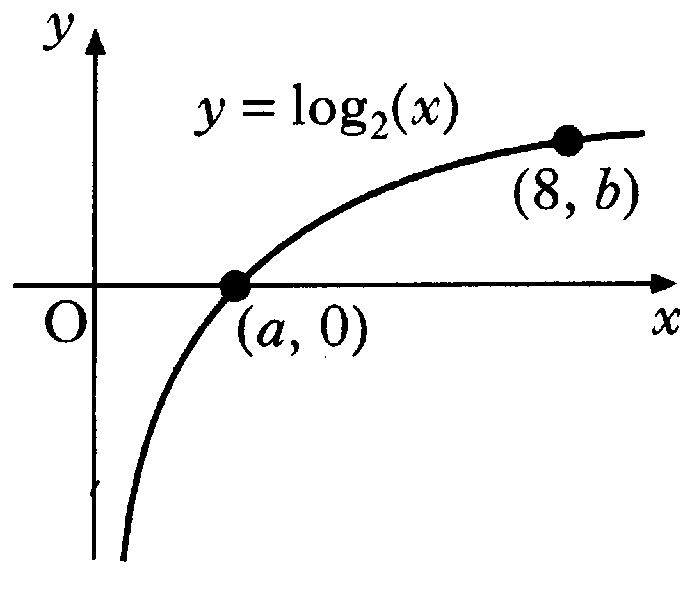 y
y = log₂(x)
(8, b)
O
(a, 0)
x